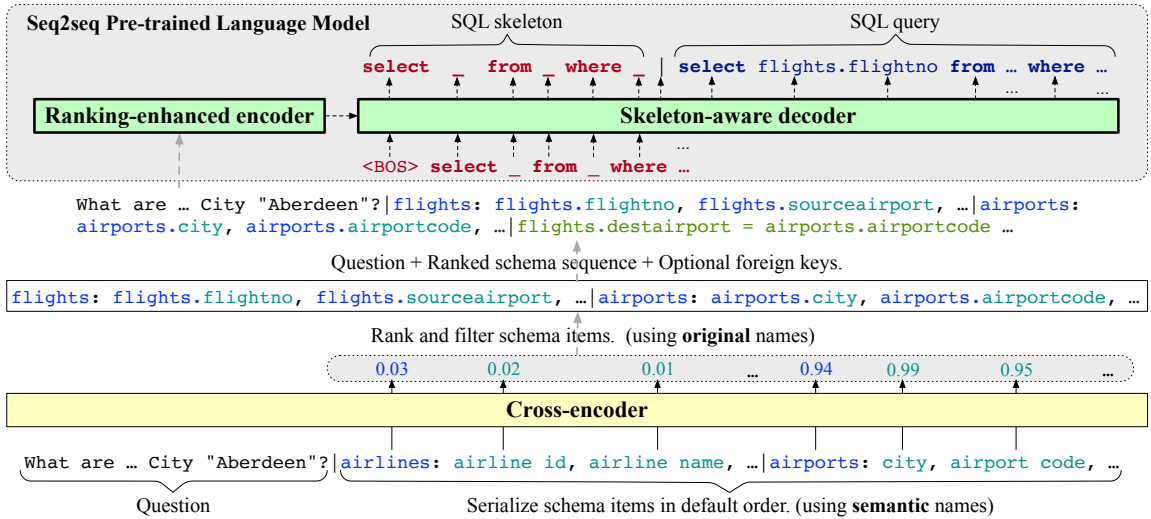 Seq2seq Pre-trained Language Model
SQL skeleton
SQL query
select _ from _ where _ | select flights.flightno from … where …
... ...
Ranking-enhanced encoder
Skeleton-aware decoder
...
<BOS> select _ from _ where …
What are … City "Aberdeen"?|flights: flights.flightno, flights.sourceairport, …|airports:
airports.city, airports.airportcode, …|flights.destairport = airports.airportcode …
Question + Ranked schema sequence + Optional foreign keys.
flights: flights.flightno, flights.sourceairport, …|airports: airports.city, airports.airportcode, …
Rank and filter schema items. (using original names)
0.03 0.02 0.01 … 0.94 0.99 0.95 …
Cross-encoder
What are … City "Aberdeen"?|airlines: airline id, airline name, …|airports: city, airport code, …
Question
Serialize schema items in default order. (using semantic names)